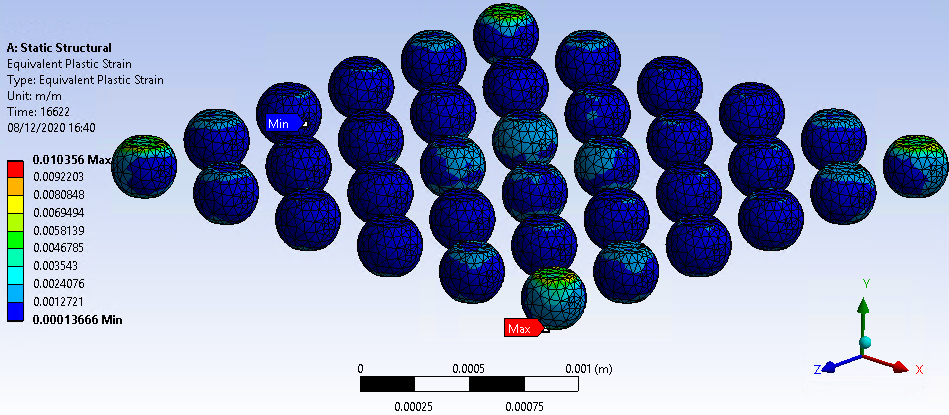 A: Static Structural
Equivalent Plastic Strain
Type: Equivalent Plastic Strain
Unit: m/m
Time: 16622
08/12/2020 16:40
0.010356 Max
0.0092203
0.0080848
0.0069494
0.0058139
0.0046785
0.003543
0.0024076
0.0012721
0.00013666 Min
Min
Max
0 0.0005 0.001 (m)
0.00025 0.00075
Y
Z X